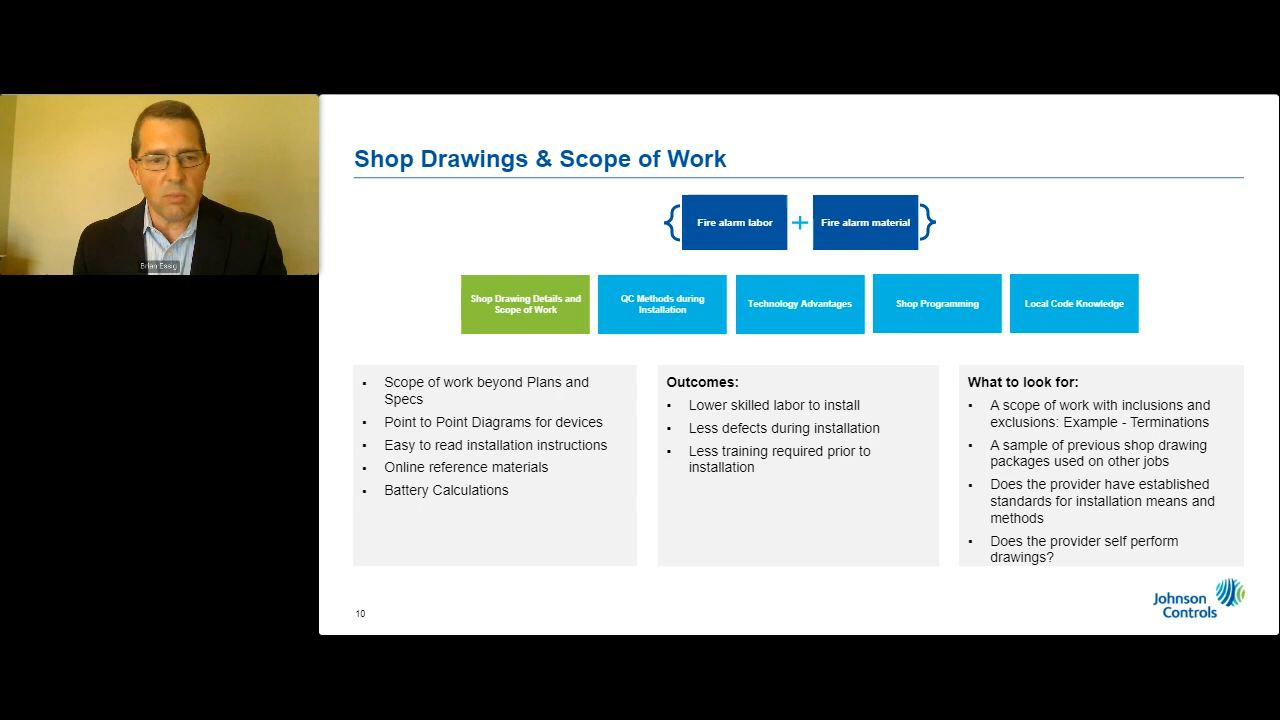 Brian Essig
Shop Drawings & Scope of Work
{ Fire alarm labor + Fire alarm material }
Shop Drawing Details and
Scope of Work
QC Methods during
Installation
Technology Advantages
Shop Programming
Local Code Knowledge
▪ Scope of work beyond Plans and
Specs
▪ Point to Point Diagrams for devices
▪ Easy to read installation instructions
▪ Online reference materials
▪ Battery Calculations
Outcomes:
▪ Lower skilled labor to install
▪ Less defects during installation
▪ Less training required prior to
installation
What to look for:
▪ A scope of work with inclusions and
exclusions: Example - Terminations
▪ A sample of previous shop drawing
packages used on other jobs
▪ Does the provider have established
standards for installation means and
methods
▪ Does the provider self perform
drawings?
10
Johnson
Controls